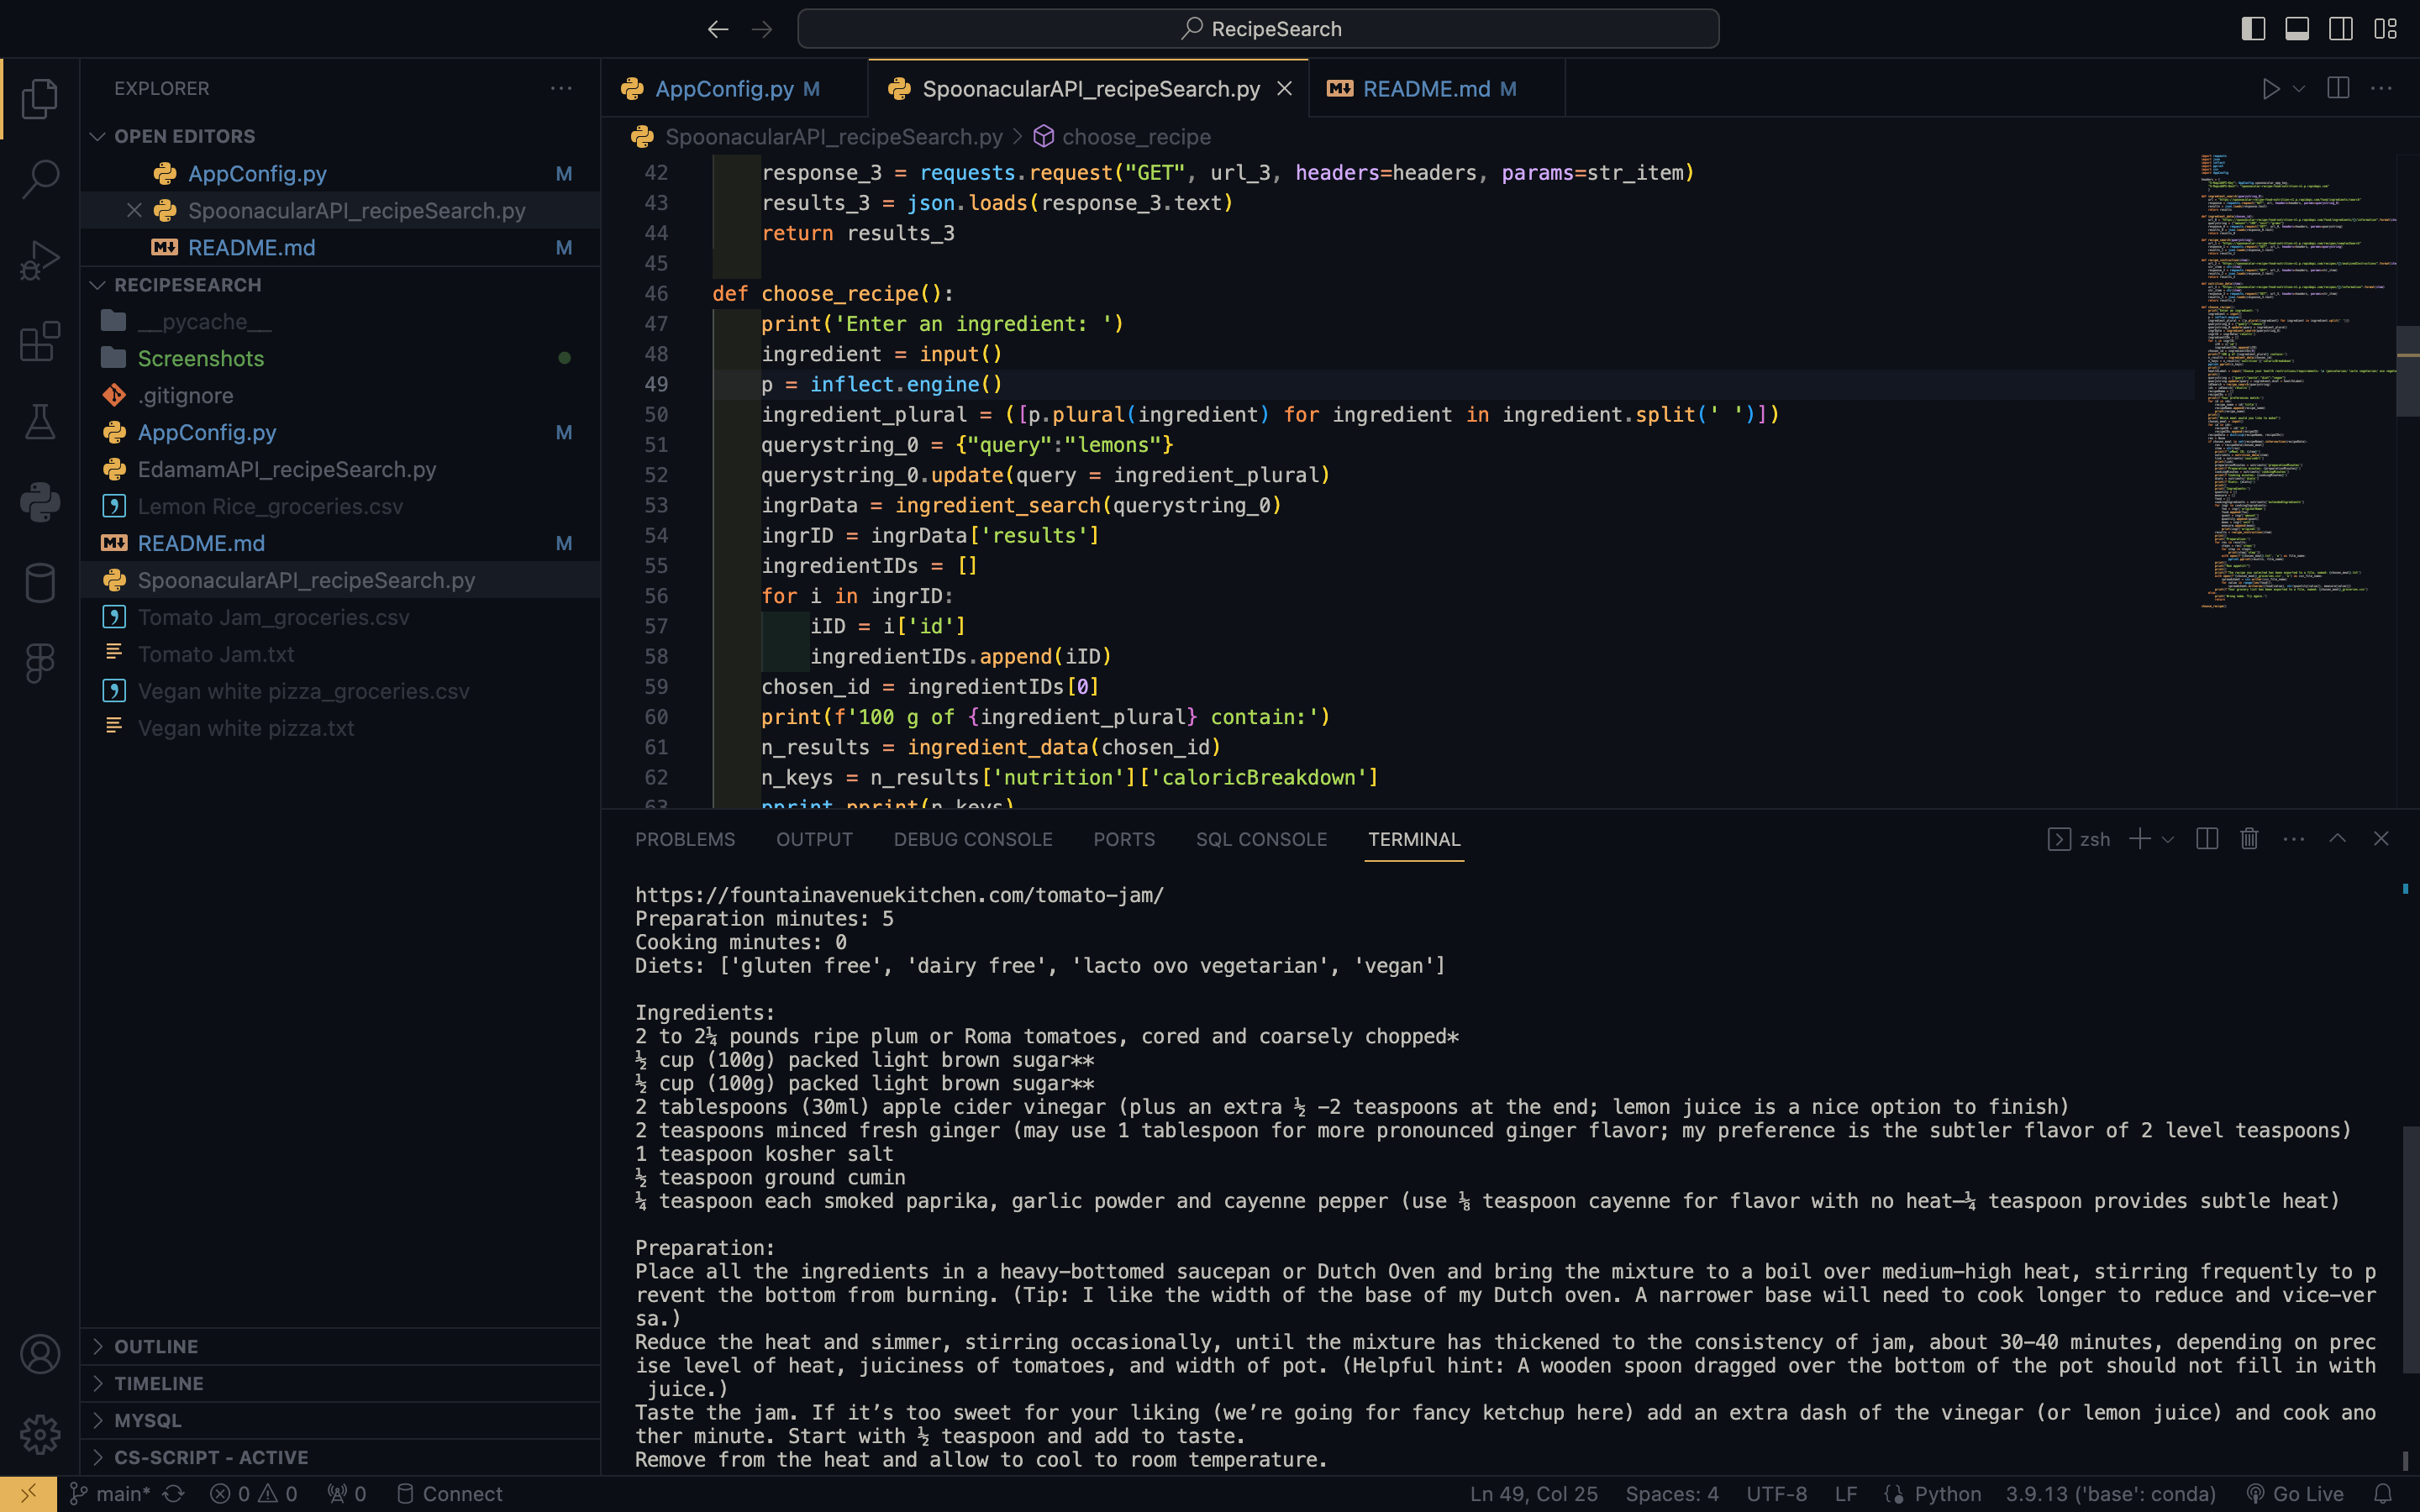 RecipeSearch
EXPLORER
OPEN EDITORS
AppConfig.py M
SpoonacularAPI_recipeSearch.py
README.md M
RECIPESEARCH
__pycache__
Screenshots
.gitignore
AppConfig.py M
EdamamAPI_recipeSearch.py
Lemon Rice_groceries.csv
README.md M
SpoonacularAPI_recipeSearch.py
Tomato Jam_groceries.csv
Tomato Jam.txt
Vegan white pizza_groceries.csv
Vegan white pizza.txt
OUTLINE
TIMELINE
MYSQL
CS-SCRIPT - ACTIVE
AppConfig.py M SpoonacularAPI_recipeSearch.py README.md M
SpoonacularAPI_recipeSearch.py > choose_recipe
42 response_3 = requests.request("GET", url_3, headers=headers, params=str_item)
43 results_3 = json.loads(response_3.text)
44 return results_3
45
46 def choose_recipe():
47 print('Enter an ingredient: ')
48 ingredient = input()
49 p = inflect.engine()
50 ingredient_plural = ([p.plural(ingredient) for ingredient in ingredient.split(' ')])
51 querystring_0 = {"query":"lemons"}
52 querystring_0.update(query = ingredient_plural)
53 ingrData = ingredient_search(querystring_0)
54 ingrID = ingrData['results']
55 ingredientIDs = []
56 for i in ingrID:
57 iID = i['id']
58 ingredientIDs.append(iID)
59 chosen_id = ingredientIDs[0]
60 print(f'100 g of {ingredient_plural} contain:')
61 n_results = ingredient_data(chosen_id)
62 n_keys = n_results['nutrition']['caloricBreakdown']
63 pprint.pprint(n_keys)
PROBLEMS OUTPUT DEBUG CONSOLE PORTS SQL CONSOLE TERMINAL zsh
https://fountainavenuekitchen.com/tomato-jam/
Preparation minutes: 5
Cooking minutes: 0
Diets: ['gluten free', 'dairy free', 'lacto ovo vegetarian', 'vegan']
Ingredients:
2 to 2¼ pounds ripe plum or Roma tomatoes, cored and coarsely chopped*
½ cup (100g) packed light brown sugar**
½ cup (100g) packed light brown sugar**
2 tablespoons (30ml) apple cider vinegar (plus an extra ½ -2 teaspoons at the end; lemon juice is a nice option to finish)
2 teaspoons minced fresh ginger (may use 1 tablespoon for more pronounced ginger flavor; my preference is the subtler flavor of 2 level teaspoons)
1 teaspoon kosher salt
½ teaspoon ground cumin
¼ teaspoon each smoked paprika, garlic powder and cayenne pepper (use ⅛ teaspoon cayenne for flavor with no heat—¼ teaspoon provides subtle heat)
Preparation:
Place all the ingredients in a heavy-bottomed saucepan or Dutch Oven and bring the mixture to a boil over medium-high heat, stirring frequently to p
revent the bottom from burning. (Tip: I like the width of the base of my Dutch oven. A narrower base will need to cook longer to reduce and vice-ver
sa.)
Reduce the heat and simmer, stirring occasionally, until the mixture has thickened to the consistency of jam, about 30-40 minutes, depending on prec
ise level of heat, juiciness of tomatoes, and width of pot. (Helpful hint: A wooden spoon dragged over the bottom of the pot should not fill in with
juice.)
Taste the jam. If it’s too sweet for your liking (we’re going for fancy ketchup here) add an extra dash of the vinegar (or lemon juice) and cook ano
ther minute. Start with ½ teaspoon and add to taste.
Remove from the heat and allow to cool to room temperature.
main* 0 0 0 Connect Ln 49, Col 25 Spaces: 4 UTF-8 LF Python 3.9.13 ('base': conda) Go Live